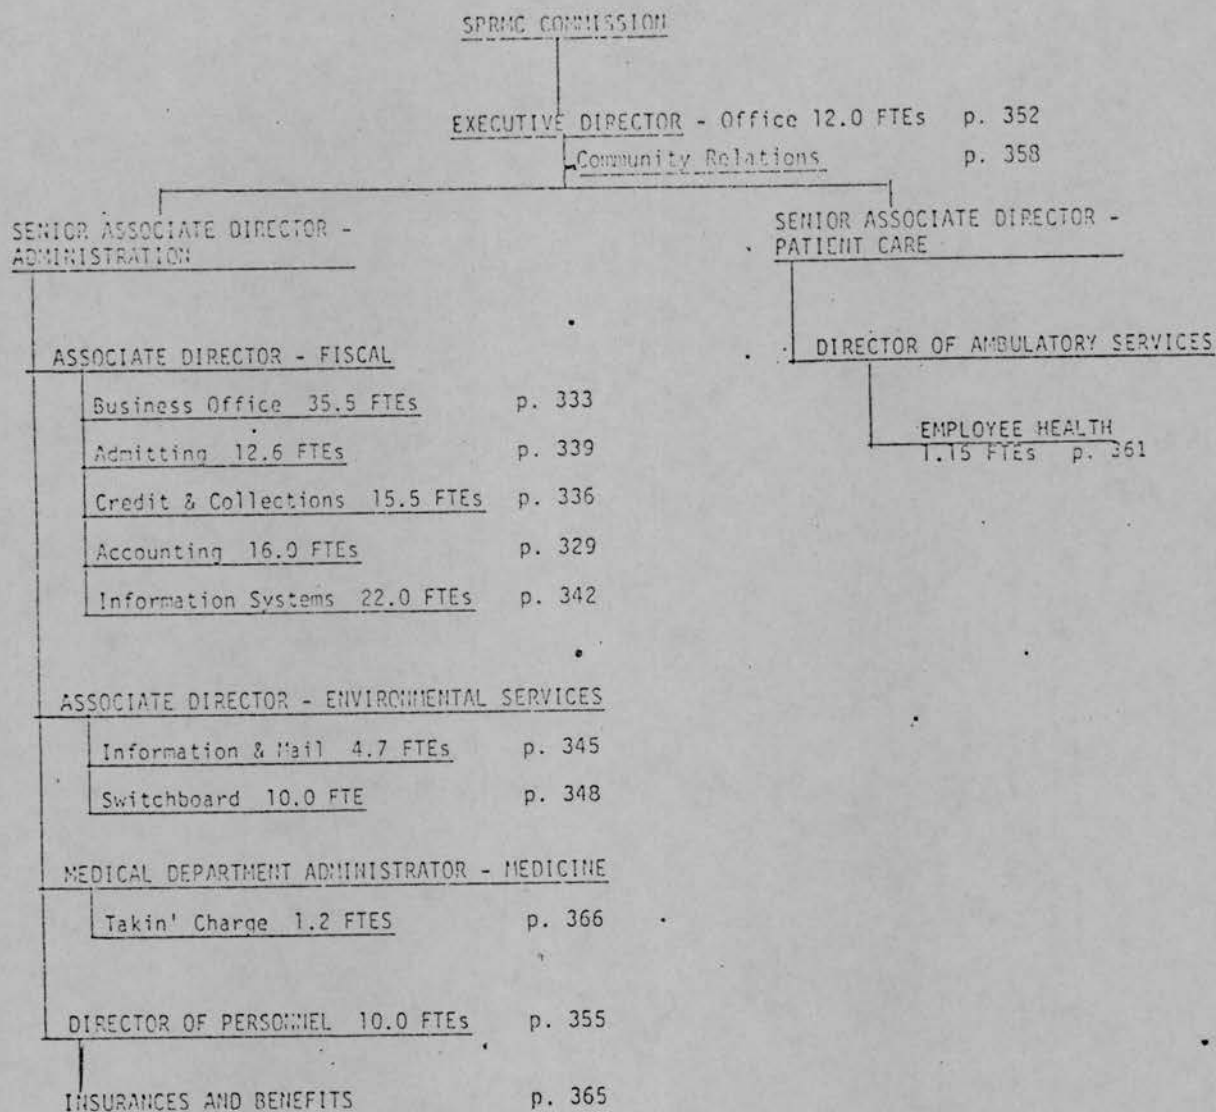 SPRMC COMMISSION
EXECUTIVE DIRECTOR - Office 12.0 FTEs p. 352
Community Relations p. 358
SENIOR ASSOCIATE DIRECTOR -
ADMINISTRATION
SENIOR ASSOCIATE DIRECTOR -
PATIENT CARE
ASSOCIATE DIRECTOR - FISCAL
Business Office 35.5 FTEs p. 333
Admitting 12.6 FTEs p. 339
Credit & Collections 15.5 FTEs p. 336
Accounting 16.0 FTEs p. 329
Information Systems 22.0 FTEs p. 342
DIRECTOR OF AMBULATORY SERVICES
EMPLOYEE HEALTH
1.15 FTEs p. 361
ASSOCIATE DIRECTOR - ENVIRONMENTAL SERVICES
Information & Mail 4.7 FTEs p. 345
Switchboard 10.0 FTE p. 348
MEDICAL DEPARTMENT ADMINISTRATOR - MEDICINE
Takin' Charge 1.2 FTES p. 366
DIRECTOR OF PERSONNEL 10.0 FTEs p. 355
INSURANCES AND BENEFITS p. 365